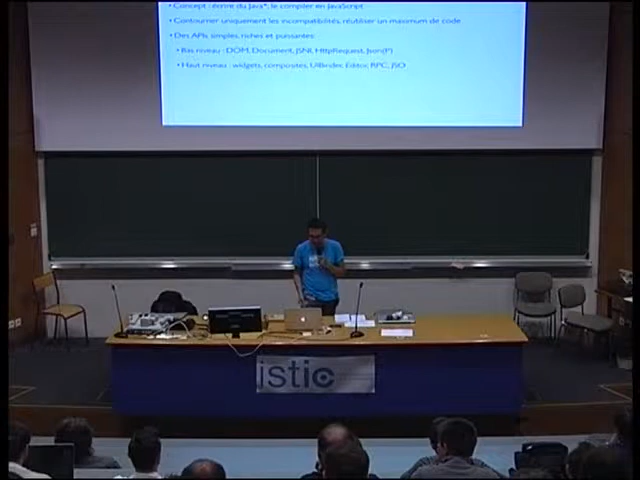 • Concept : écrire du Java*, le compiler en JavaScript
• Contourner uniquement les incompatibilités, réutiliser un maximum de code
• Des APIs simples, riches et puissantes:
• Bas niveau : DOM, Document, JSNI, HttpRequest, Json(P)
• Haut niveau : widgets, composites, UiBinder, Editor, RPC, JSO
istic